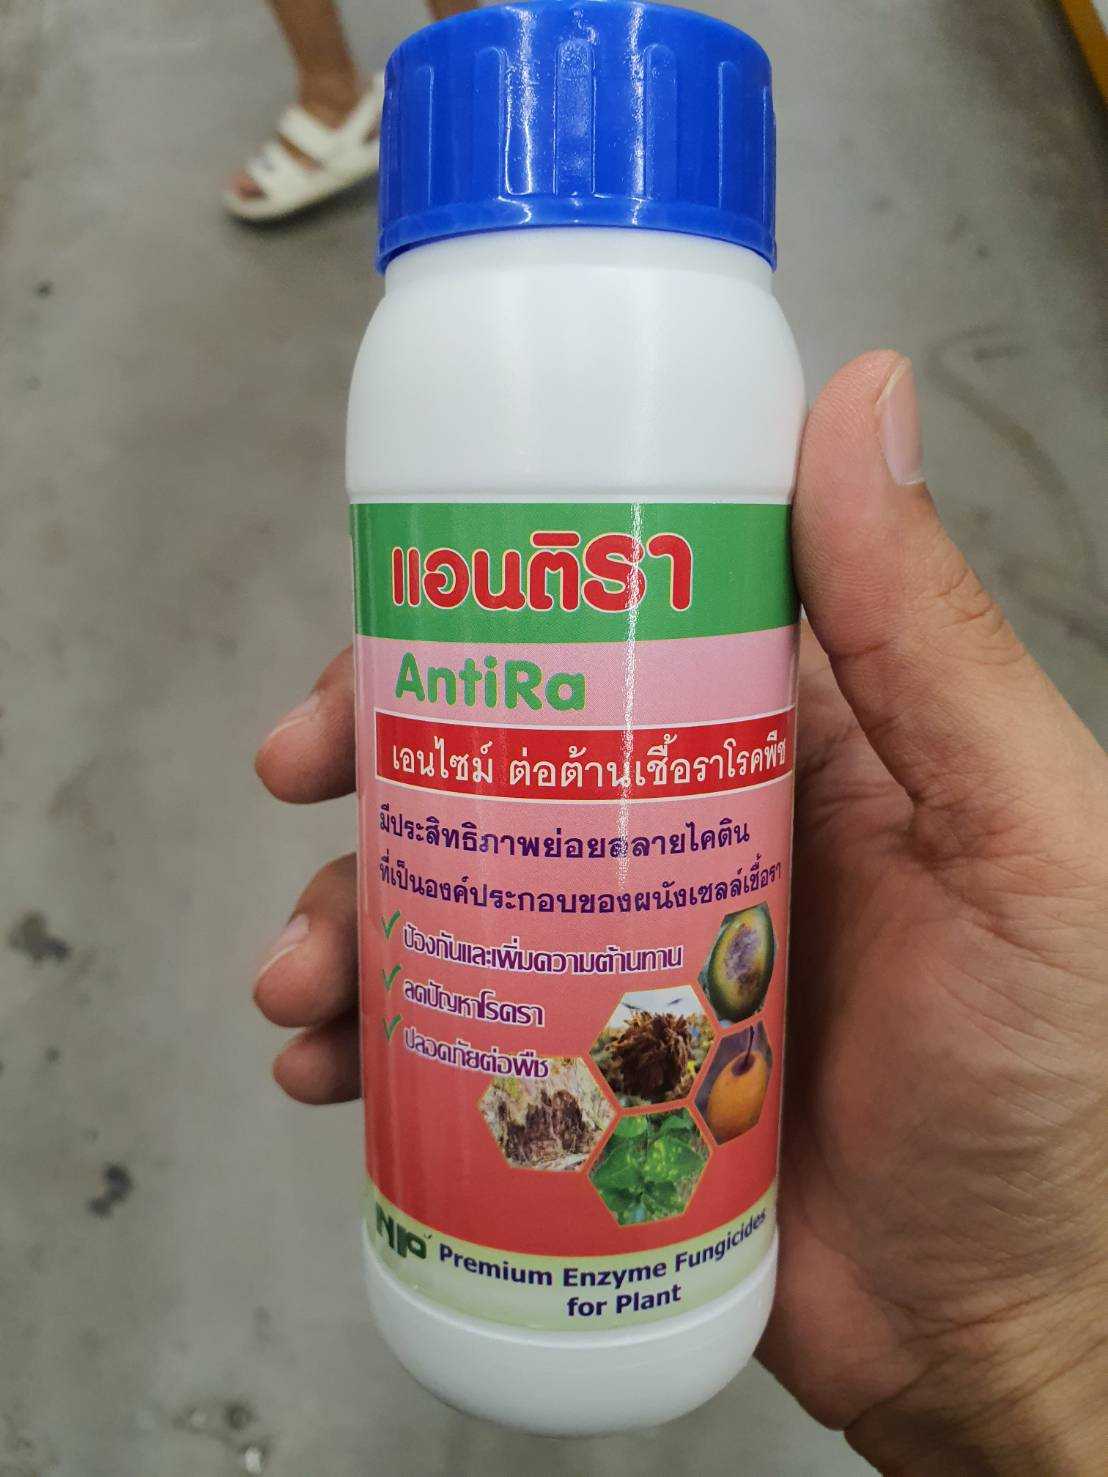 แอนติรา
AntiRa
เอนไซม์ ต่อต้านเชื้อราโรคพืช
มีประสิทธิภาพย่อยสลายไคติน
ที่เป็นองค์ประกอบของผนังเซลล์เชื้อรา
ป้องกันและเพิ่มความต้านทาน
ลดปัญหาโรครา
ปลอดภัยต่อพืช
NP Premium Enzyme Fungicides
for Plant